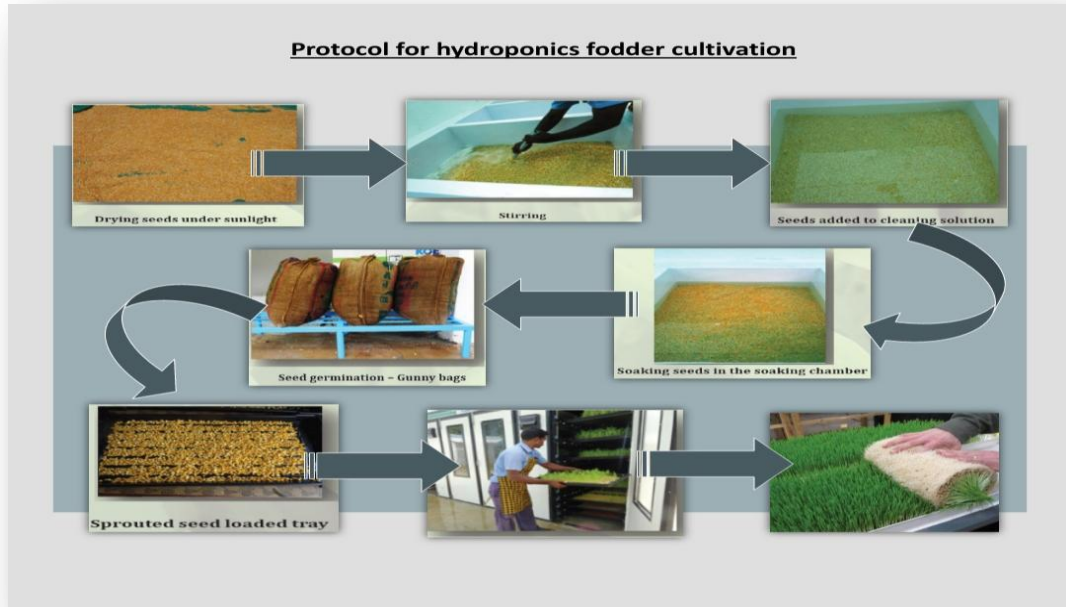 Protocol for hydroponics fodder cultivation
Drying seeds under sunlight
Stirring
Seeds added to cleaning solution
Seed germination – Gunny bags
Soaking seeds in the soaking chamber
Sprouted seed loaded tray